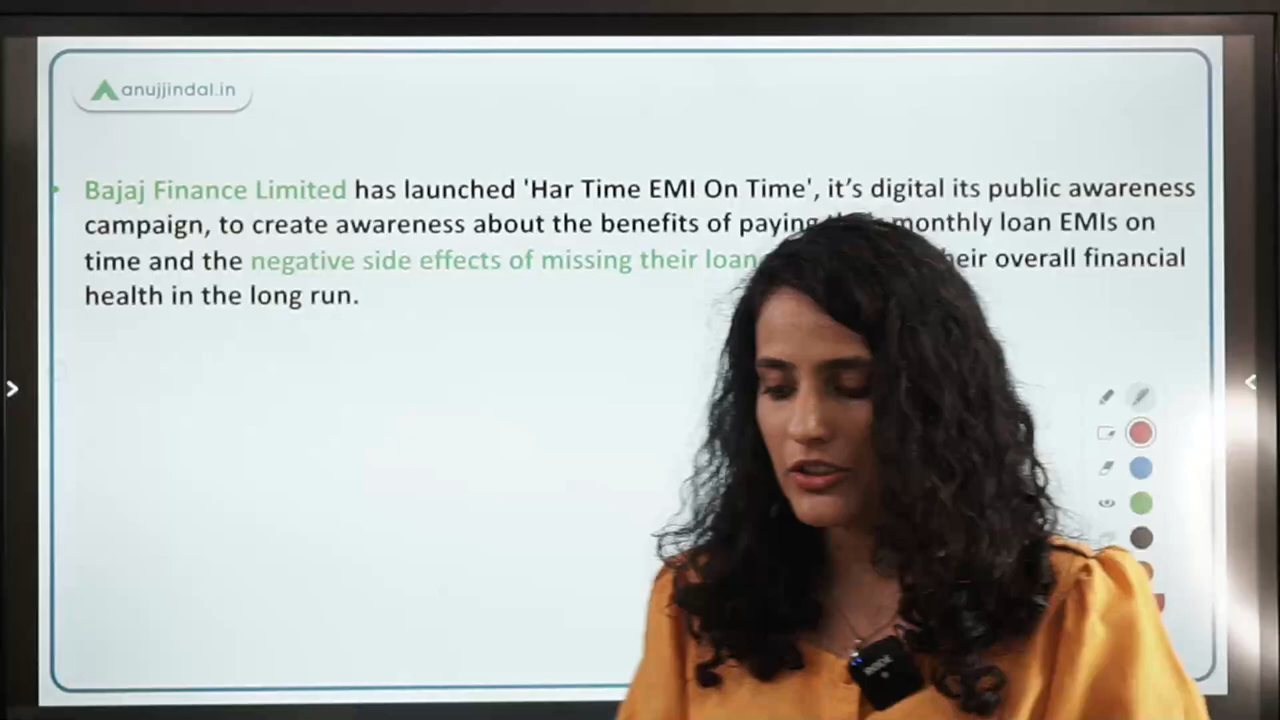 anujjindal.in
Bajaj Finance Limited has launched 'Har Time EMI On Time', it's digital its public awareness
campaign, to create awareness about the benefits of paying monthly loan EMIs on
time and the negative side effects of missing their loan overall financial
health in the long run.